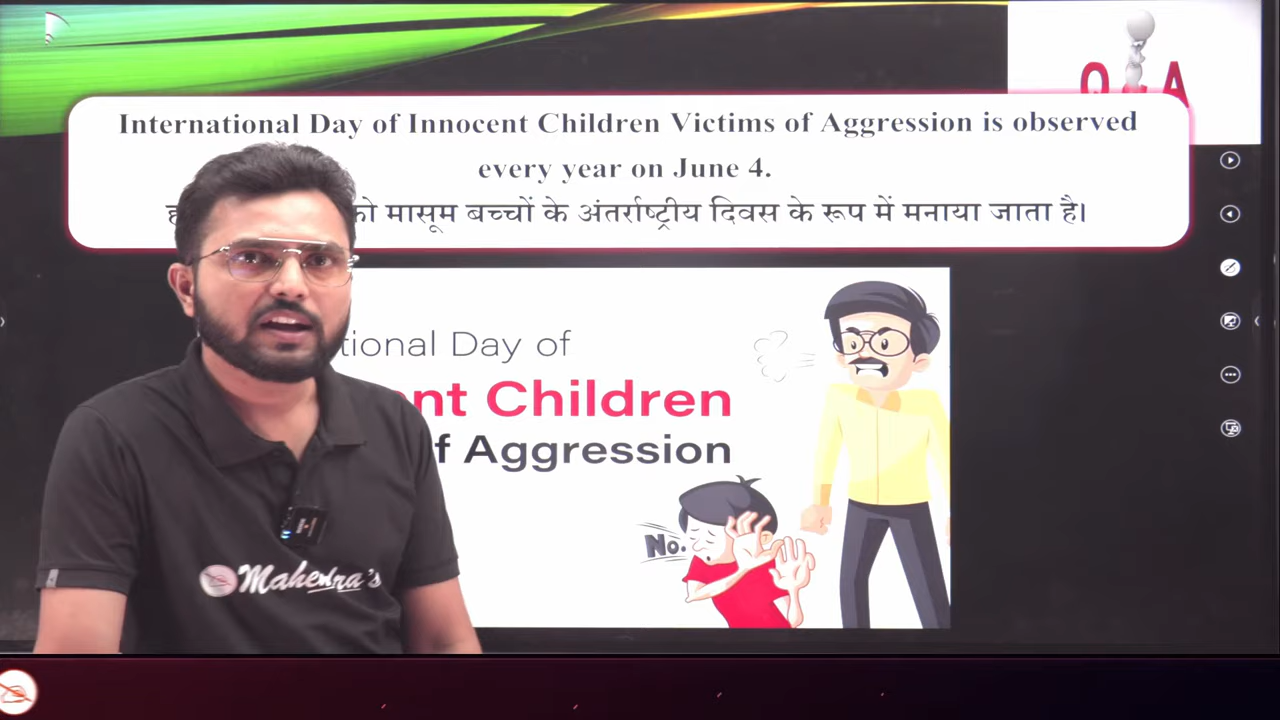 Q & A
International Day of Innocent Children Victims of Aggression is observed
every year on June 4.
को मासूम बच्चों के अंतर्राष्ट्रीय दिवस के रूप में मनाया जाता है।
tional Day of
nt Children
f Aggression
No.
Mahendra's